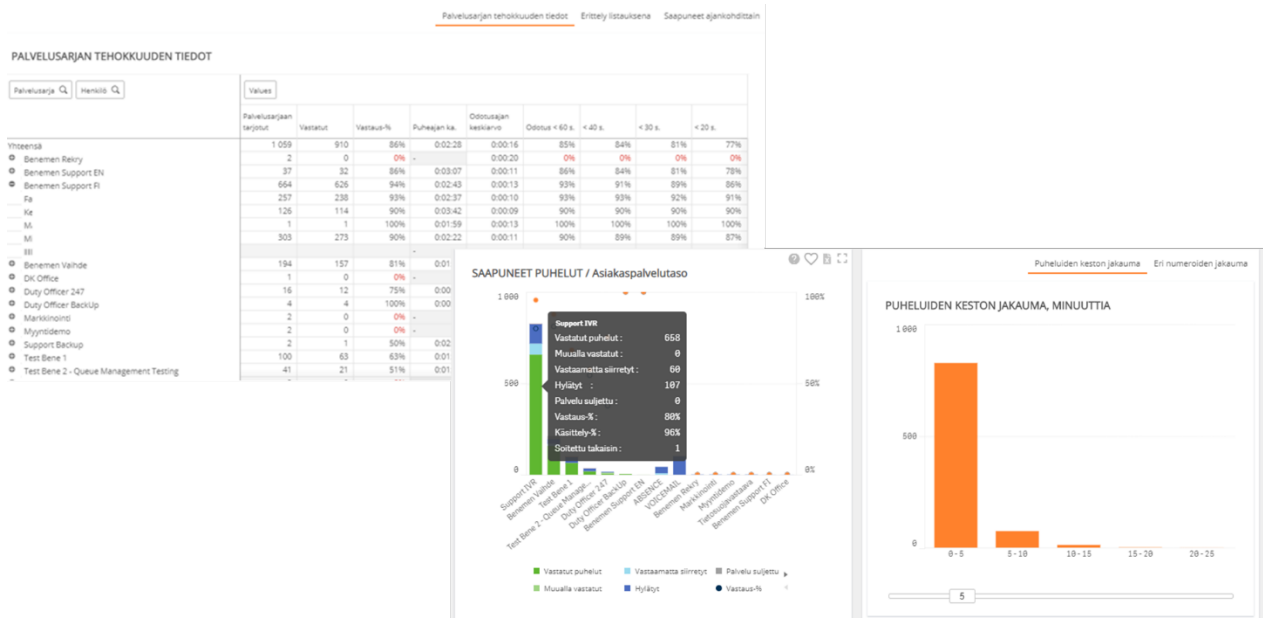 Palvelusarjan tehokkuuden tiedot Erittely listauksena Saapuneet ajankohdittain
PALVELUSARJAN TEHOKKUUDEN TIEDOT
Palvelusarja Henkilö Values
Palvelusarjaan tarjotut Vastatut Vastaus-% Puheajan ka. Odotusajan keskiarvo Odotus < 60 s. < 40 s. < 30 s. < 20 s.
Yhteensä 1 059 910 86% 0:02:28 0:00:16 85% 84% 81% 77%
Benemen Rekry 2 0 0% - 0:00:20 0% 0% 0% 0%
Benemen Support EN 37 32 86% 0:03:07 0:00:11 86% 84% 81% 78%
Benemen Support FI 664 626 94% 0:02:43 0:00:13 93% 91% 89% 86%
Fa 257 238 93% 0:02:37 0:00:10 93% 93% 92% 91%
Ke 126 114 90% 0:03:42 0:00:09 90% 90% 90% 90%
M 1 1 100% 0:01:59 0:00:13 100% 100% 100% 100%
M 303 273 90% 0:02:22 0:00:11 90% 89% 89% 87%
-
Benemen Vaihde 194 157 81% 0:01
DK Office 1 0 0% -
Duty Officer 247 16 12 75% 0:00
Duty Officer BackUp 4 4 100% 0:00
Markkinointi 2 0 0% -
Myyntidemo 2 0 0% -
Support Backup 2 1 50% 0:02
Test Bene 1 100 63 63% 0:01
Test Bene 2 - Queue Management Testing 41 21 51% 0:01
SAAPUNEET PUHELUT / Asiakaspalvelutaso
1000 100%
500 50%
0 0%
Support IVR
Vastatut puhelut : 658
Muualla vastatut : 0
Vastaamatta siirretyt : 60
Hylätyt : 107
Palvelu suljettu : 0
Vastaus-% : 80%
Käsittely-% : 96%
Soitettu takaisin : 1
Support IVR
Benemen Vaihde
Test Bene 1
Test Bene 2 - Queue Manage...
Duty Officer 247
Duty Officer BackUp
Benemen Support EN
ABSENCE
VOICEMAIL
Benemen Rekry
Markkinointi
Myyntidemo
Tietosuojavastaava
Benemen Support FI
DK Office
Vastatut puhelut Vastaamatta siirretyt Palvelu suljettu
Muualla vastatut Hylätyt Vastaus-%
Puheluiden keston jakauma Eri numeroiden jakauma
PUHELUIDEN KESTON JAKAUMA, MINUUTTIA
1000
500
0
0-5 5-10 10-15 15-20 20-25
5